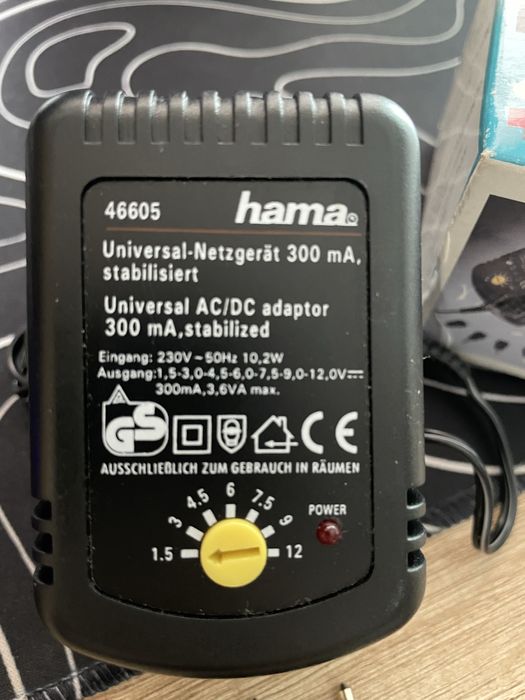 46605 hama
Universal-Netzgerät 300 mA,
stabilisiert
Universal AC/DC adaptor
300 mA,stabilized
Eingang: 230V~50Hz 10,2W
Ausgang:1,5-3,0-4,5-6,0-7,5-9,0-12,0V⎓
300mA,3,6VA max.
GS CE
AUSSCHLIEßLICH ZUM GEBRAUCH IN RÄUMEN
1.5 3 4.5 6 7.5 9 12
POWER